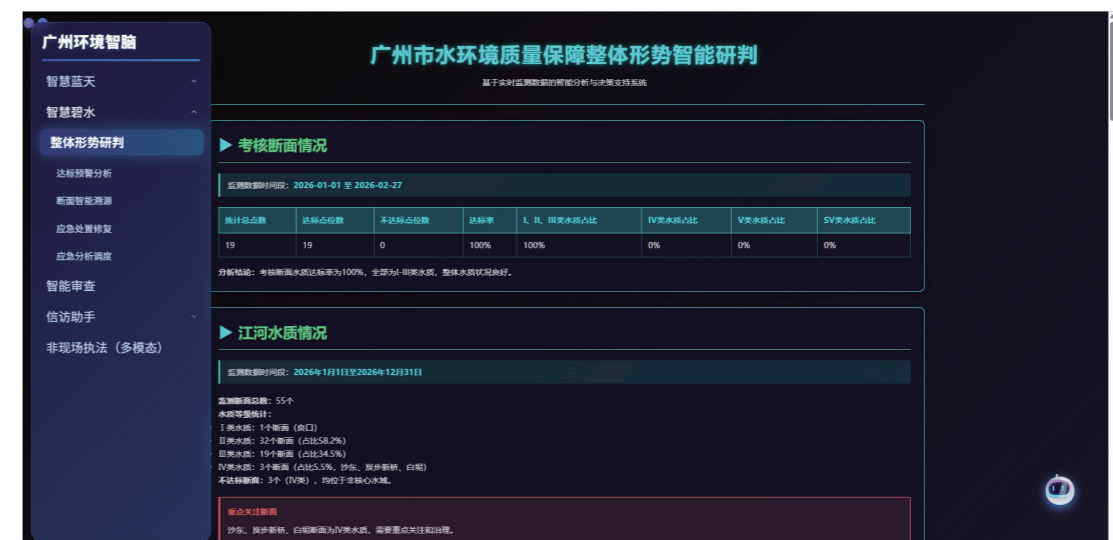 广州环境智脑
智慧蓝天
智慧碧水
整体形势研判
达标预警分析
断面智能溯源
应急处置修复
应急分析调度
智能审查
信访助手
非现场执法（多模态）
广州市水环境质量保障整体形势智能研判
基于实时监测数据的智能分析与决策支持系统
▶ 考核断面情况
监测数据时间段：2026-01-01 至 2026-02-27
统计总点数 达标点位数 不达标点位数 达标率 I、II、III类水质占比 IV类水质占比 V类水质占比 SV类水质占比
19 19 0 100% 100% 0% 0% 0%
分析结论：考核断面水质达标率为100%，全部为I-III类水质，整体水质状况良好。
▶ 江河水质情况
监测数据时间段：2026年1月1日至2026年12月31日
监测断面总数：55个
水质等级统计：
Ⅰ类水质：1个断面（良口）
Ⅱ类水质：32个断面（占比58.2%）
Ⅲ类水质：19个断面（占比34.5%）
Ⅳ类水质：3个断面（占比5.5%，沙东、炭步新桥、白坭）
不达标断面：3个（Ⅳ类），均位于非核心水域。
重点关注断面
沙东、炭步新桥、白坭断面为Ⅳ类水质，需要重点关注和治理。